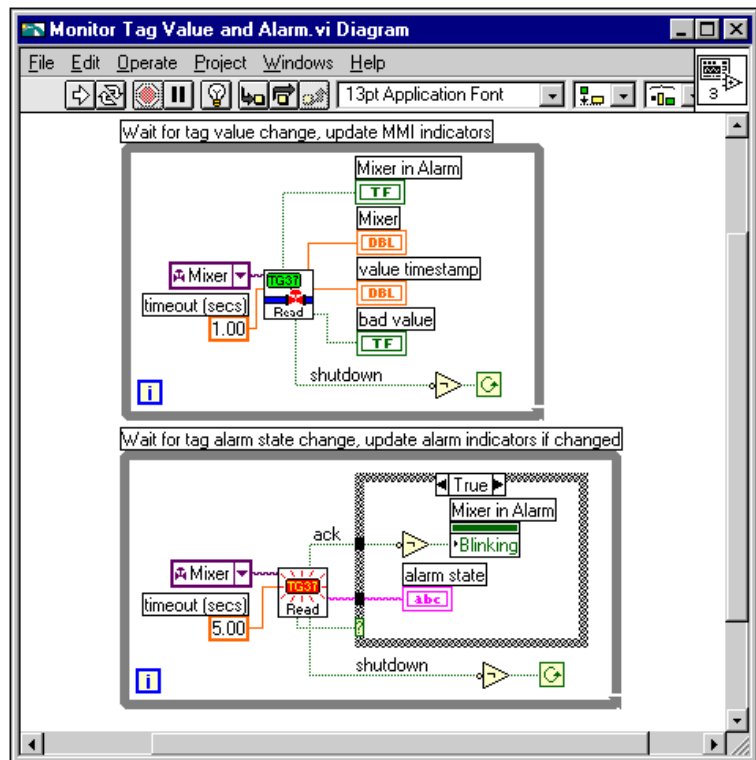 Monitor Tag Value and Alarm.vi Diagram
File Edit Operate Project Windows Help
13pt Application Font
3
Wait for tag value change, update MMI indicators
Mixer in Alarm
TF
Mixer
DBL
Mixer
TG37
Read
value timestamp
DBL
timeout (secs)
1.00
bad value
TF
shutdown
i
Wait for tag alarm state change, update alarm indicators if changed
True
Mixer in Alarm
ack
Blinking
Mixer
TG37
Read
alarm state
abc
timeout (secs)
5.00
?
shutdown
i